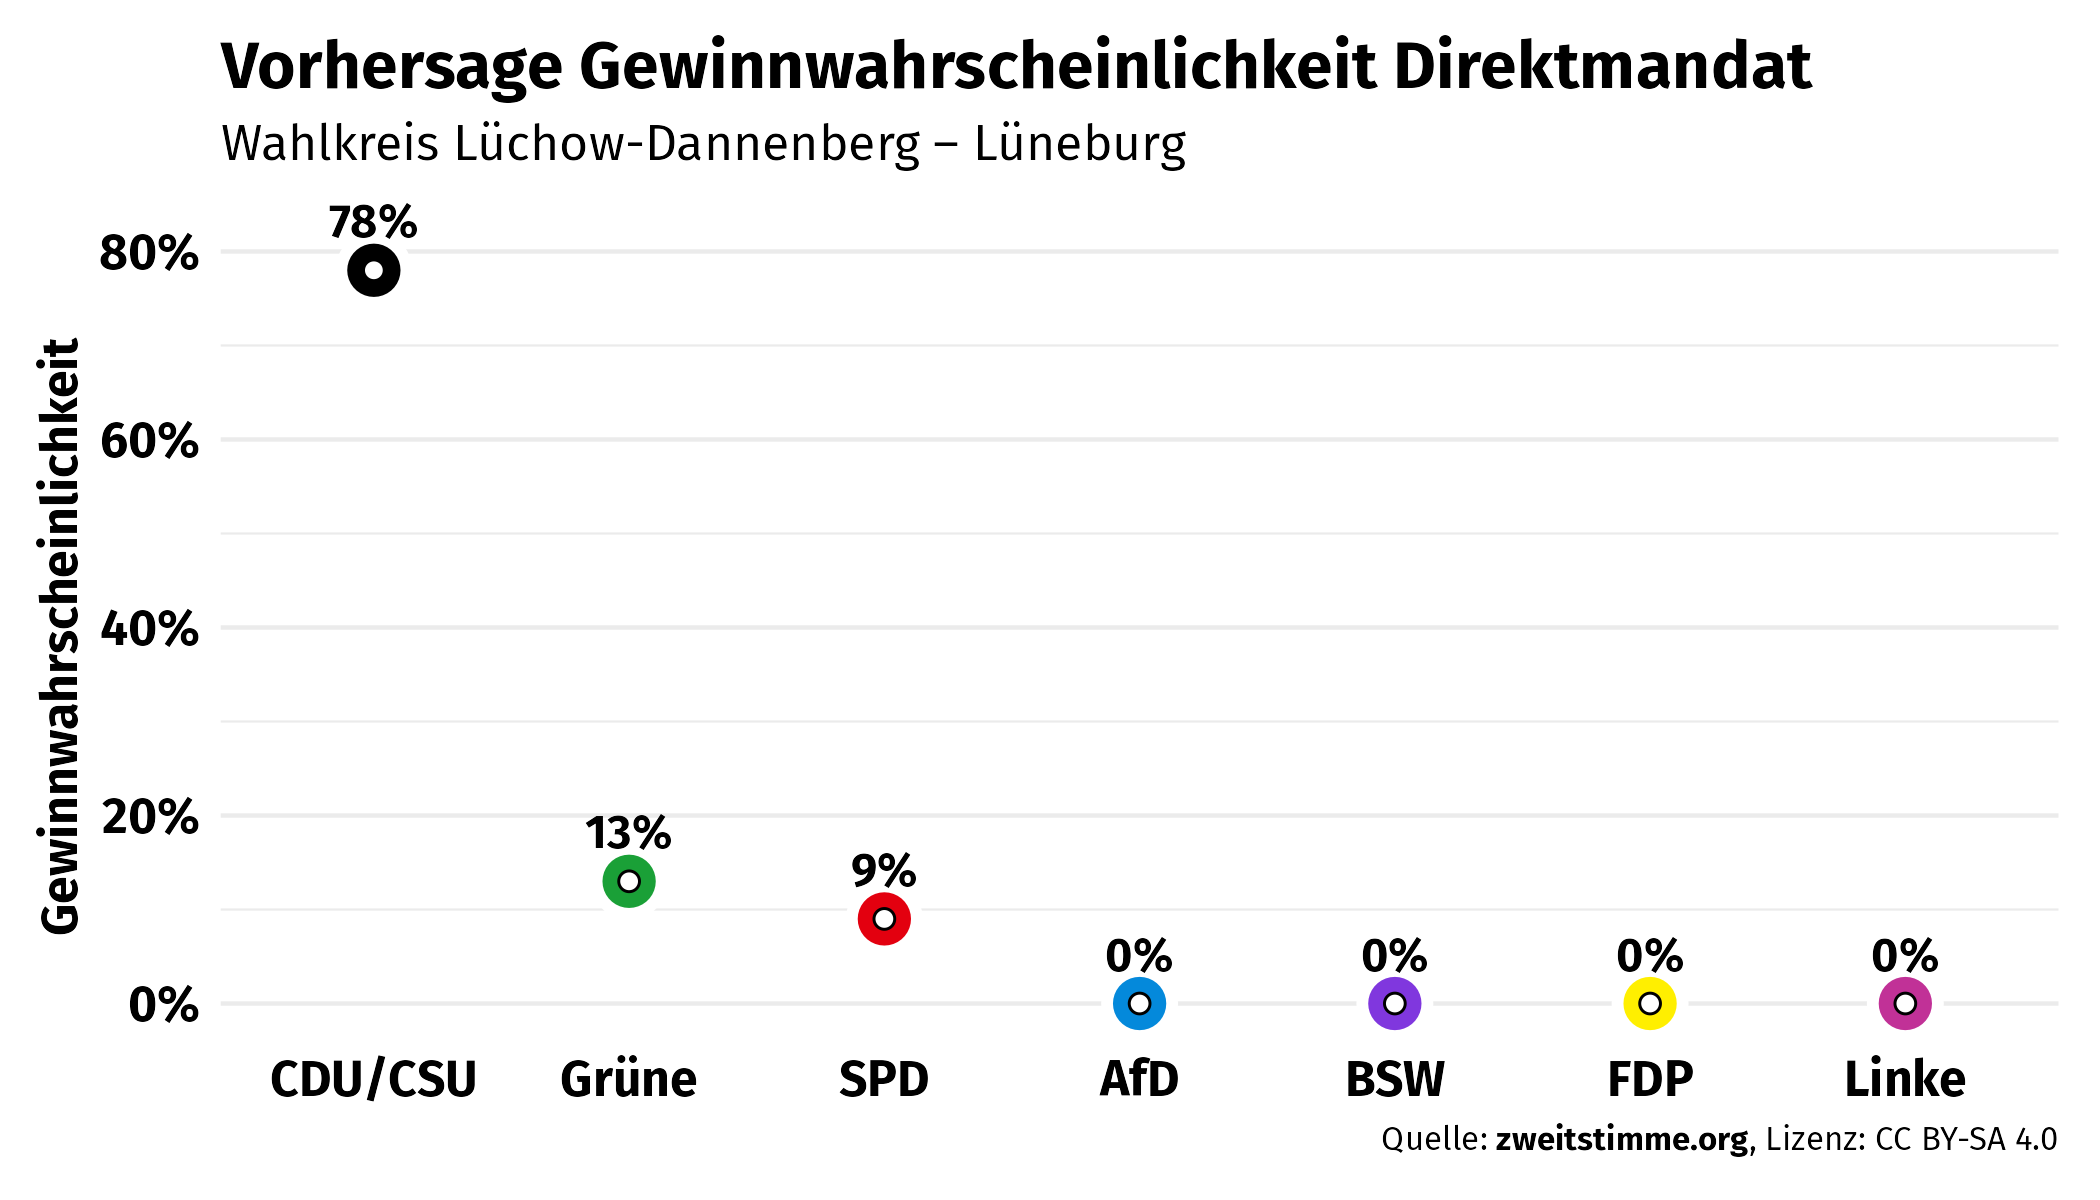 Vorhersage Gewinnwahrscheinlichkeit Direktmandat
Wahlkreis Lüchow-Dannenberg – Lüneburg
Gewinnwahrscheinlichkeit
80%
60%
40%
20%
0%
78%
13%
9%
0%
0%
0%
0%
CDU/CSU
Grüne
SPD
AfD
BSW
FDP
Linke
Quelle: zweitstimme.org, Lizenz: CC BY-SA 4.0